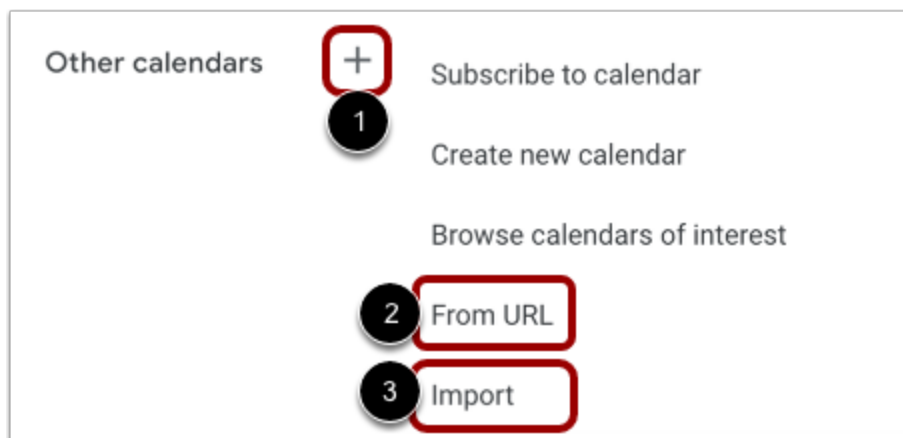 Other calendars
1
Subscribe to calendar
Create new calendar
Browse calendars of interest
2 From URL
3 Import